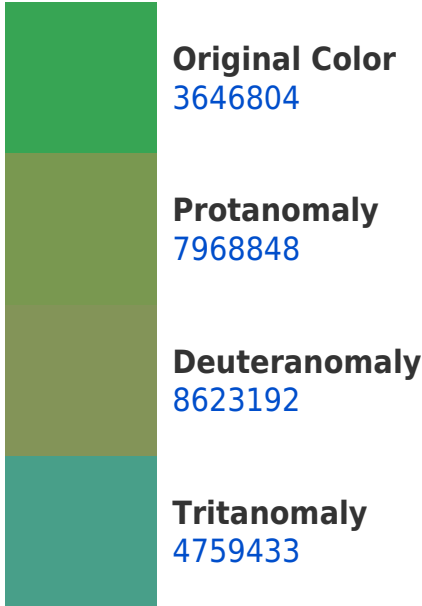 Original Color
3646804
Protanomaly
7968848
Deuteranomaly
8623192
Tritanomaly
4759433